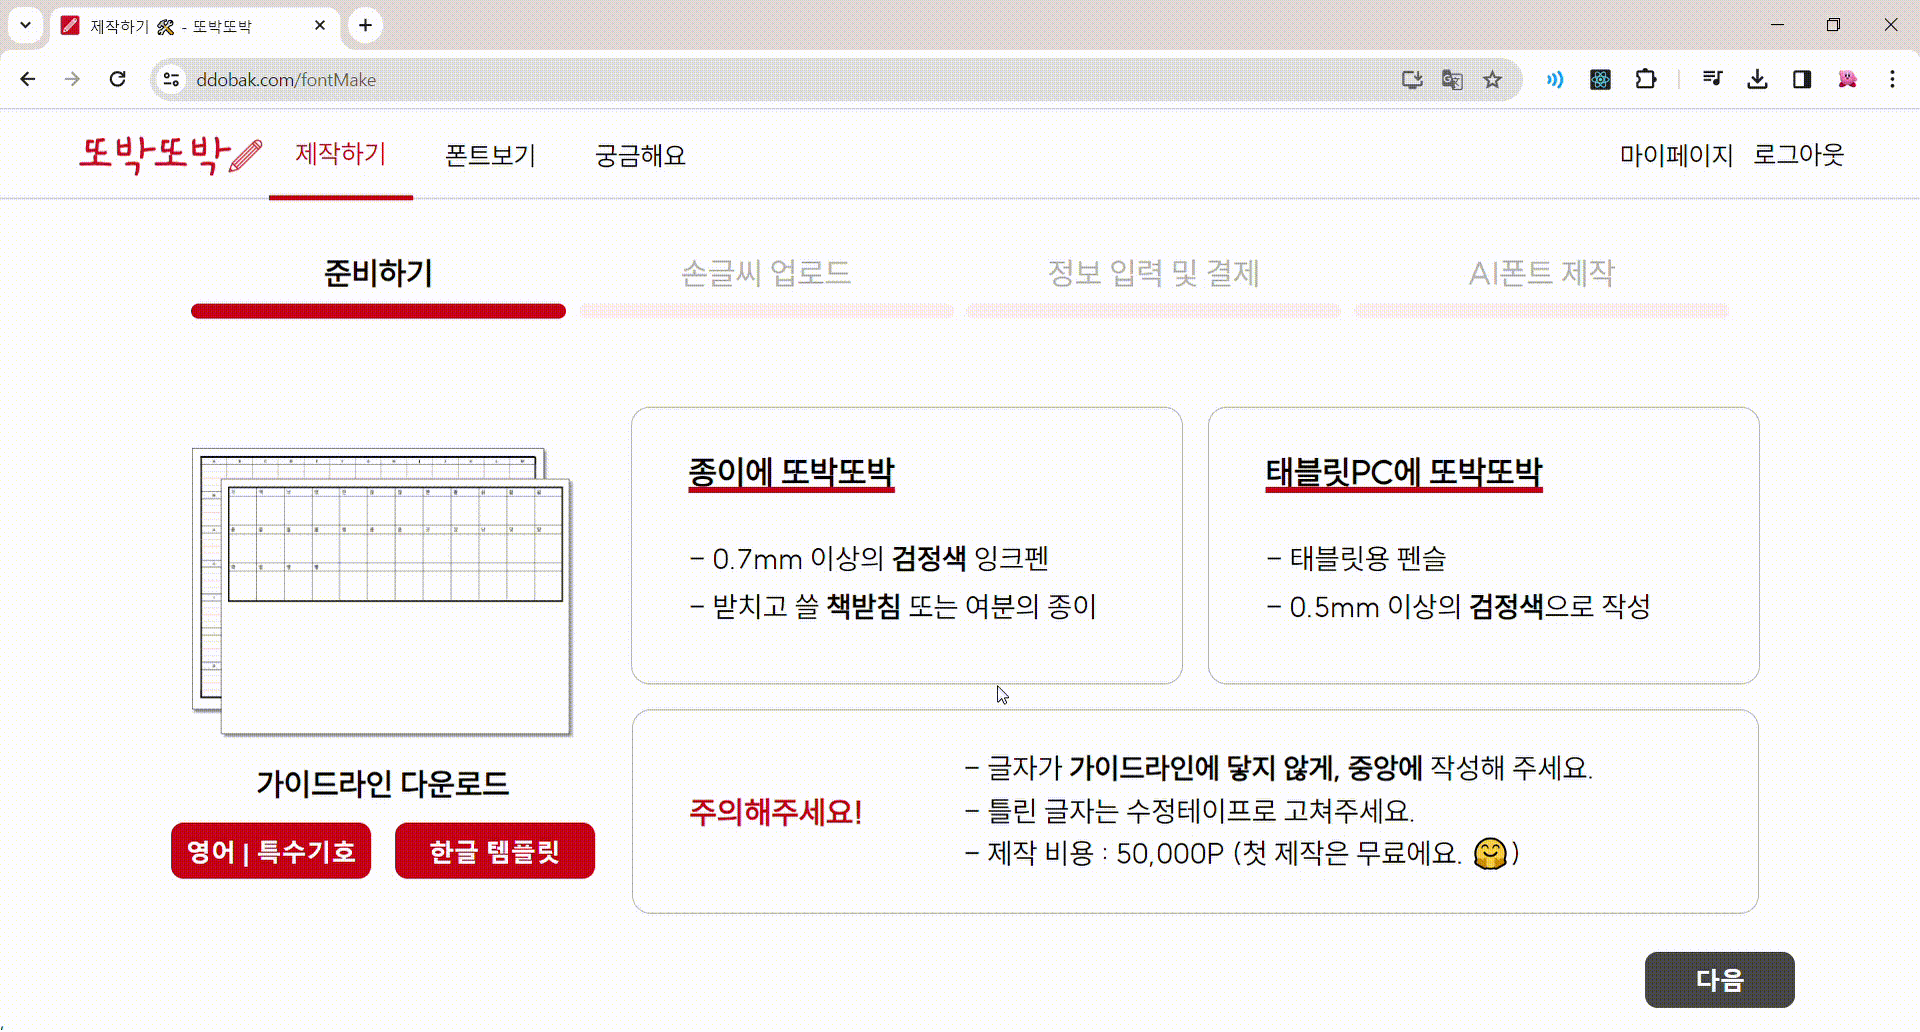 제작하기 🛠 - 또박또박
ddobak.com/fontMake
또박또박 제작하기 폰트보기 궁금해요 마이페이지 로그아웃
준비하기 손글씨 업로드 정보 입력 및 결제 AI폰트 제작
종이에 또박또박
- 0.7mm 이상의 검정색 잉크펜
- 받치고 쓸 책받침 또는 여분의 종이
태블릿PC에 또박또박
- 태블릿용 펜슬
- 0.5mm 이상의 검정색으로 작성
가이드라인 다운로드
영어 | 특수기호 한글 템플릿
주의해주세요!
- 글자가 가이드라인에 닿지 않게, 중앙에 작성해 주세요.
- 틀린 글자는 수정테이프로 고쳐주세요.
- 제작 비용 : 50,000P (첫 제작은 무료에요. 🤗)
다음